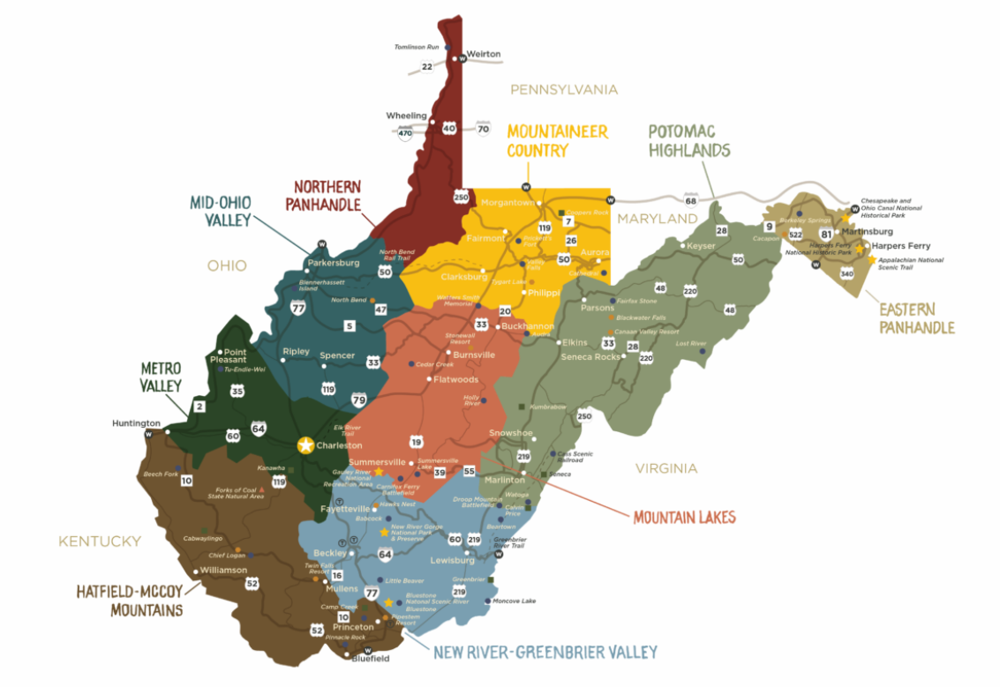 Tomlinson Run
W
Weirton
22
PENNSYLVANIA
Wheeling
470
40
70
MOUNTAINEER
COUNTRY
POTOMAC
HIGHLANDS
NORTHERN
PANHANDLE
MID-OHIO
VALLEY
250
W
W
68
Morgantown
Coopers Rock
7
MARYLAND
119
26
Fairmont
Aurora
50
Clarksburg
Tygart Lake
Philippi
Cathedral
28
9
Keyser
50
Berkeley Springs
Cacapon
522
81
W
Chesapeake and
Ohio Canal National
Historical Park
Martinsburg
Harpers Ferry
Harpers Ferry
National Historic Park
Appalachian National
Scenic Trail
W
340
EASTERN
PANHANDLE
OHIO
W
North Bend
Rail Trail
Parkersburg
50
Blennerhassett
Island
77
North Bend
47
5
Watters Smith
Memorial
20
33
Buckhannon
Audra
Parsons
Fairfax Stone
Blackwater Falls
Canaan Valley Resort
48
220
48
Elkins
33
28
Seneca Rocks
220
Lost River
Stonewall
Resort
Burnsville
Cedar Creek
Flatwoods
Holly
River
Ripley
Spencer
33
119
79
METRO
VALLEY
Point
Pleasant
Tu-Endie-Wei
35
2
64
60
Huntington
W
Charleston
Elk River
Trail
Kumbrabow
250
Snowshoe
219
Cass Scenic
Railroad
Seneca
Marlinton
VIRGINIA
19
Summersville
Summersville
Lake
39
55
Gauley River
National
Recreation Area
Carnifex Ferry
Battlefield
MOUNTAIN LAKES
Beech Fork
10
Kanawha
119
Forks of Coal
State Natural Area
KENTUCKY
Cabwaylingo
Chief Logan
Williamson
52
HATFIELD-MCCOY
MOUNTAINS
Fayetteville
Hawks Nest
Babcock
New River Gorge
National Park
& Preserve
Droop Mountain
Battlefield
Watoga
Calvin
Price
Beartown
60
219
Greenbrier
River Trail
W
Beckley
64
Lewisburg
Twin Falls
Resort
16
Mullens
Little Beaver
77
219
Greenbrier
Bluestone
National Scenic River
Bluestone
Moncove Lake
Camp Creek
10
Pinestem
Resort
Princeton
52
Pinnacle Rock
W
Bluefield
NEW RIVER-GREENBRIER VALLEY